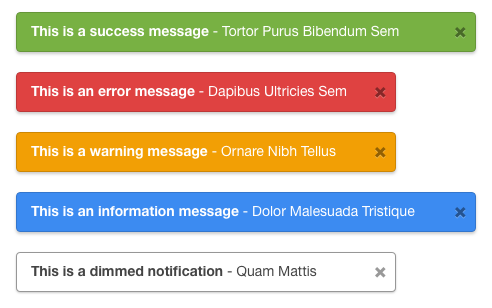 This is a success message - Tortor Purus Bibendum Sem
This is an error message - Dapibus Ultricies Sem
This is a warning message - Ornare Nibh Tellus
This is an information message - Dolor Malesuada Tristique
This is a dimmed notification - Quam Mattis